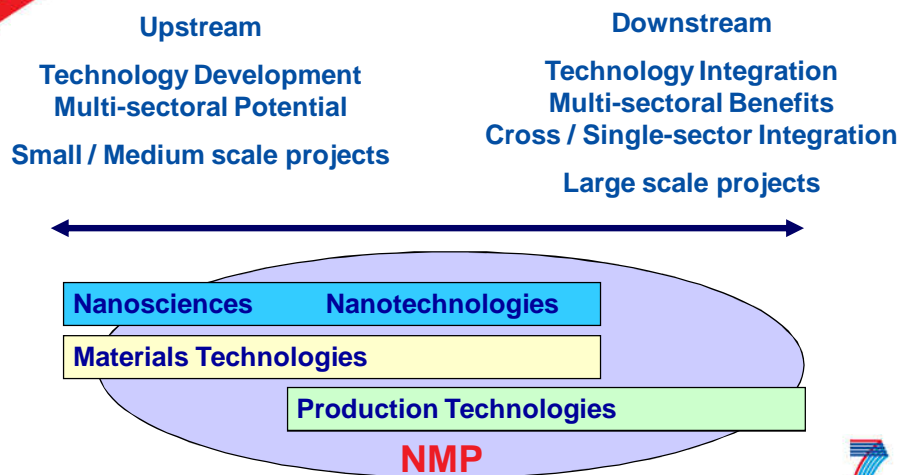 Upstream
Technology Development
Multi-sectoral Potential
Small / Medium scale projects
Downstream
Technology Integration
Multi-sectoral Benefits
Cross / Single-sector Integration
Large scale projects
Nanosciences Nanotechnologies
Materials Technologies
Production Technologies
NMP
7